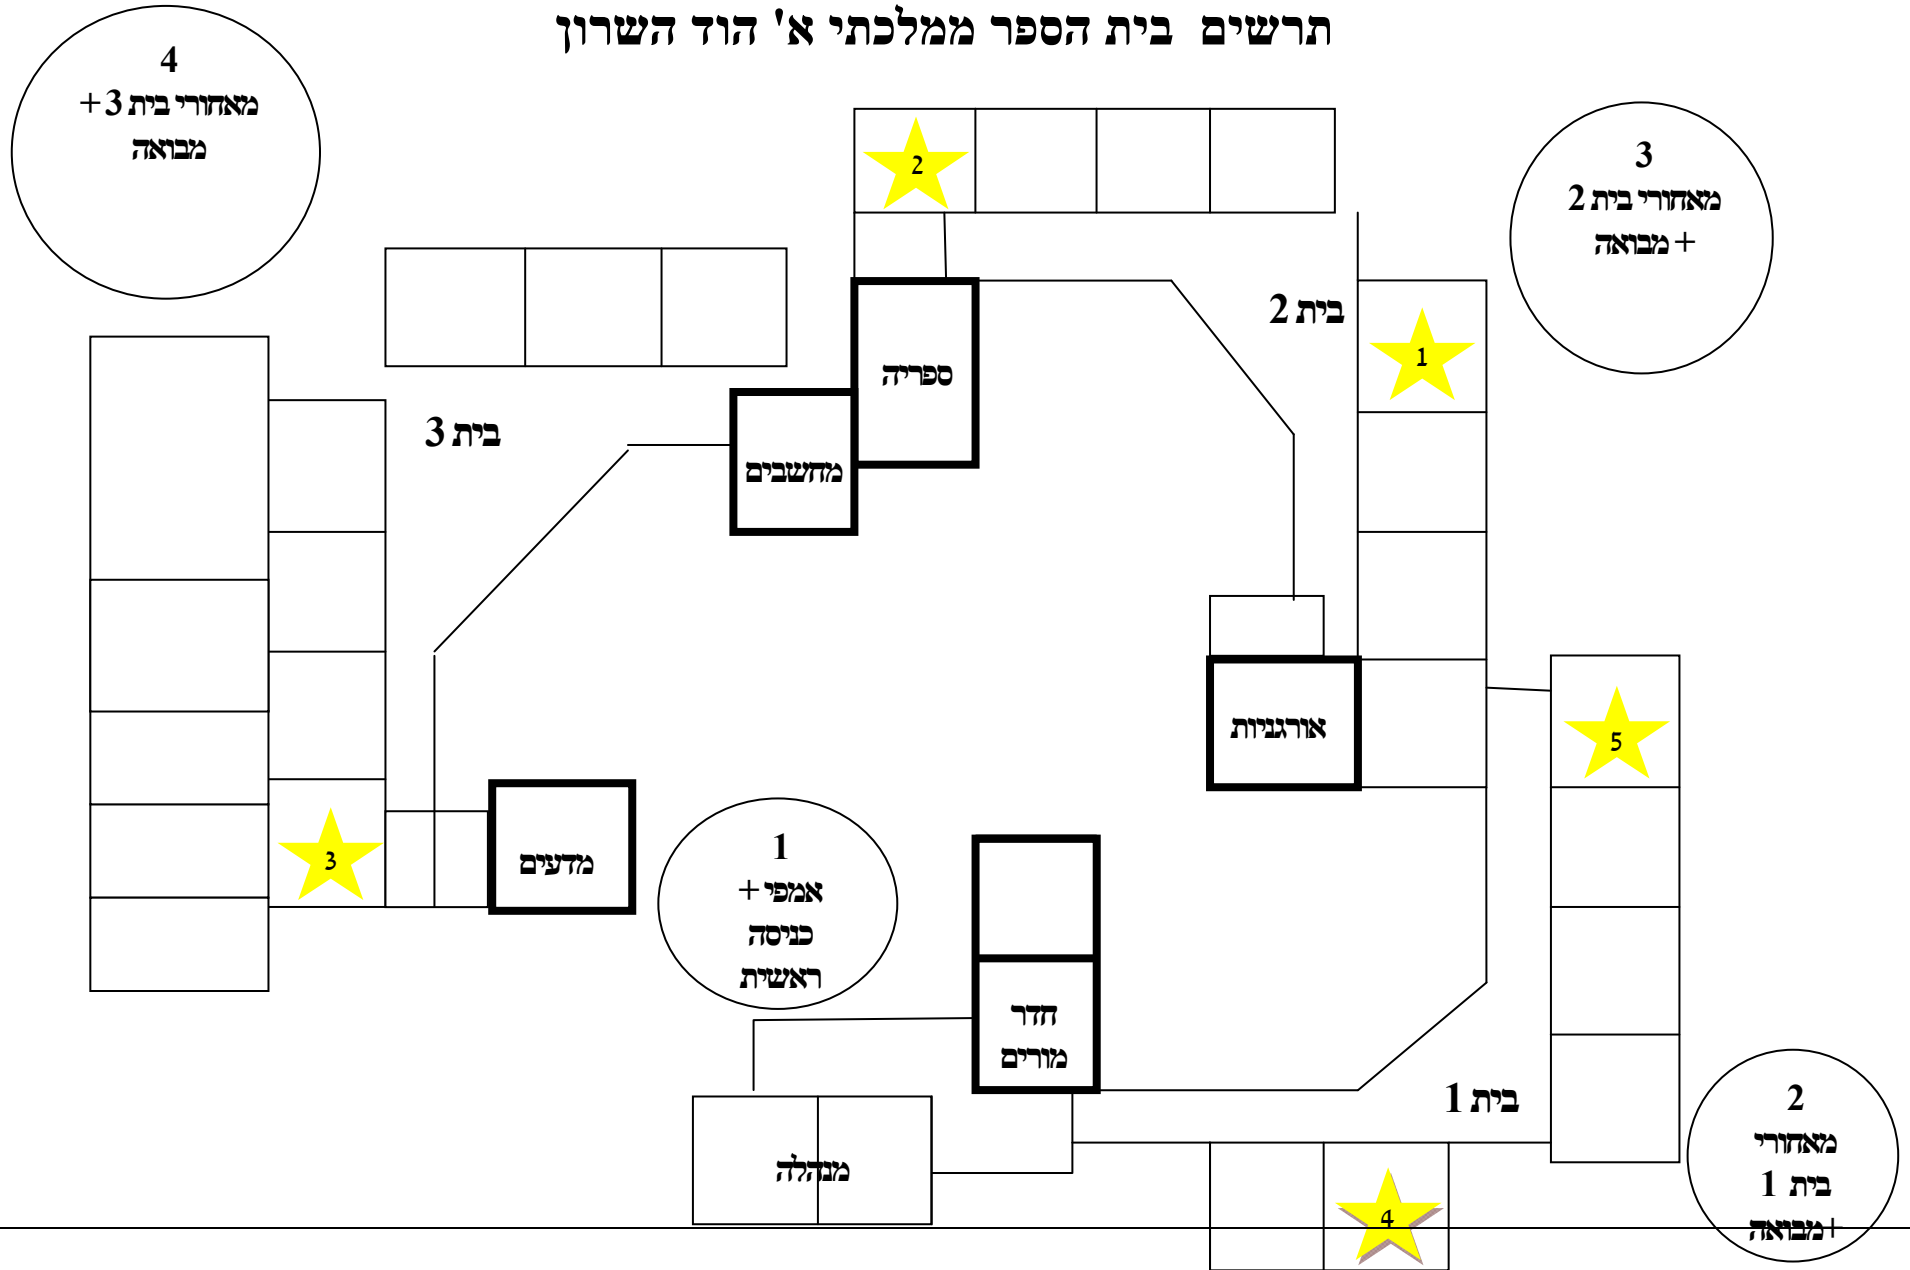 תרשים בית הספר ממלכתי א' הוד השרון
4
מאחורי בית 3+
מבואה
3
מאחורי בית 2
+ מבואה
2
בית 2
1
ספריה
בית 3
מחשבים
אורגניות
5
3
מדעים
1
אמפי +
כניסה
ראשית
חדר
מורים
בית 1
מנהלה
4
2
מאחורי
בית 1
+מבואה